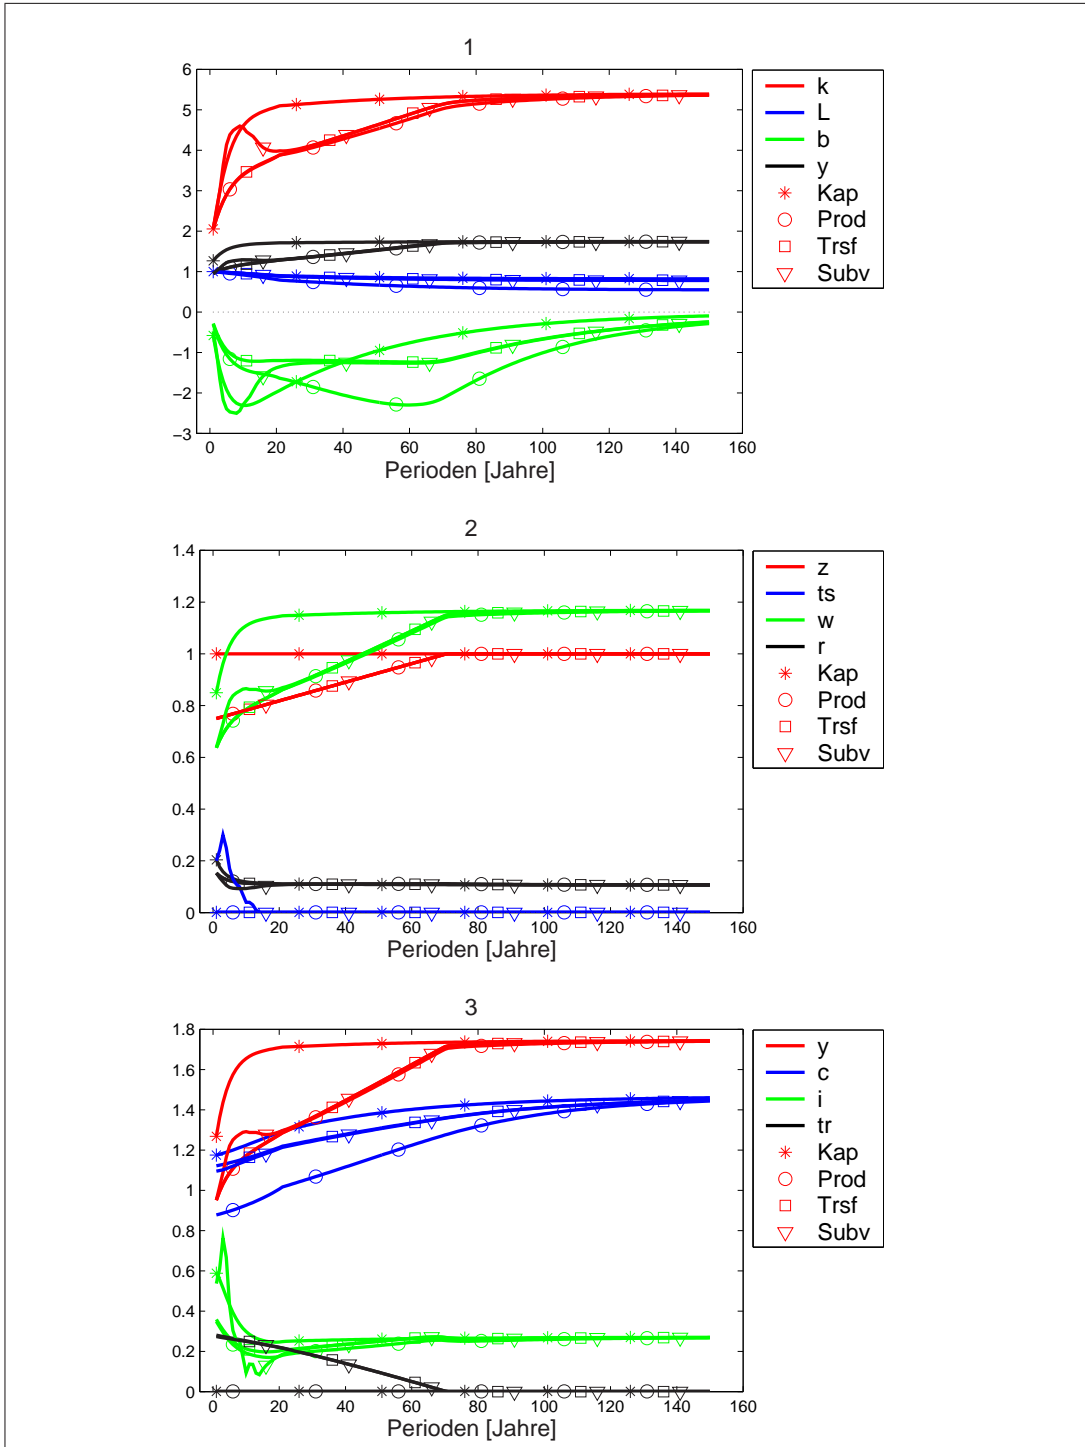 1
6
5
4
3
2
1
0
−1
−2
−3
0 20 40 60 80 100 120 140 160
Perioden [Jahre]
k
L
b
y
Kap
Prod
Trsf
Subv
2
1.4
1.2
1
0.8
0.6
0.4
0.2
0
0 20 40 60 80 100 120 140 160
Perioden [Jahre]
z
ts
w
r
Kap
Prod
Trsf
Subv
3
1.8
1.6
1.4
1.2
1
0.8
0.6
0.4
0.2
0
0 20 40 60 80 100 120 140 160
Perioden [Jahre]
y
c
i
tr
Kap
Prod
Trsf
Subv